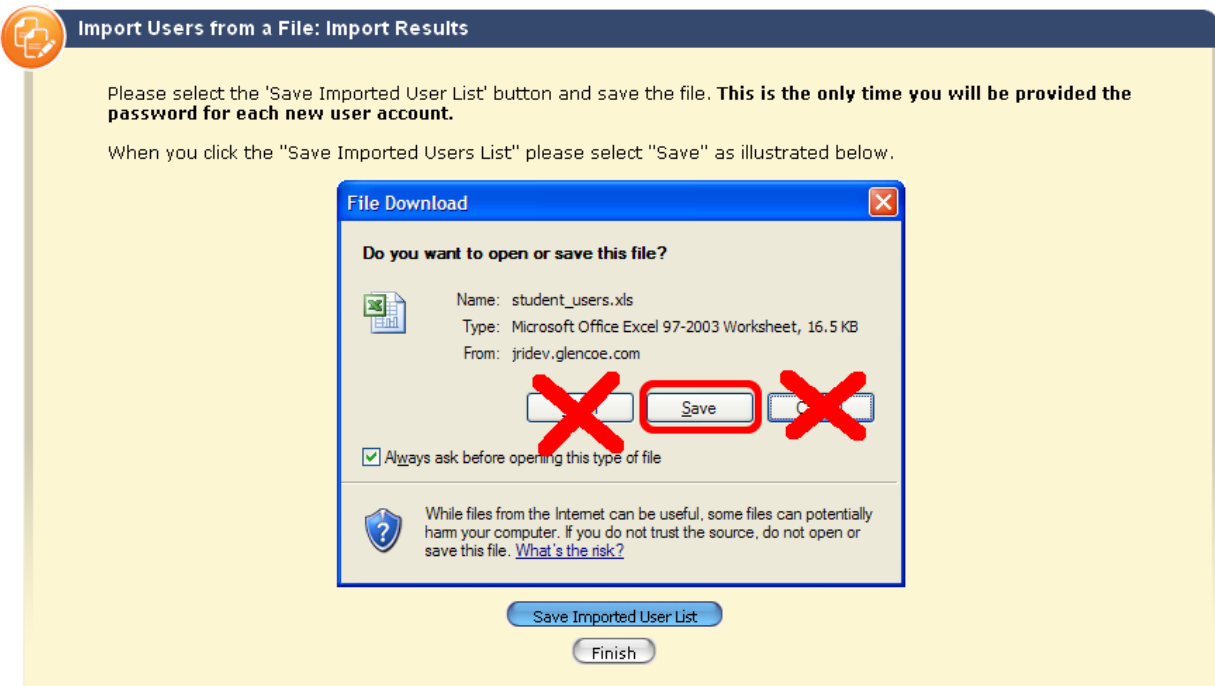 Import Users from a File: Import Results
Please select the 'Save Imported User List' button and save the file. This is the only time you will be provided the
password for each new user account.
When you click the "Save Imported Users List" please select "Save" as illustrated below.
File Download
Do you want to open or save this file?
Name: student_users.xls
Type: Microsoft Office Excel 97-2003 Worksheet, 16.5 KB
From: jridev.glencoe.com
Save
Always ask before opening this type of file
While files from the Internet can be useful, some files can potentially
harm your computer. If you do not trust the source, do not open or
save this file. What's the risk?
Save Imported User List
Finish